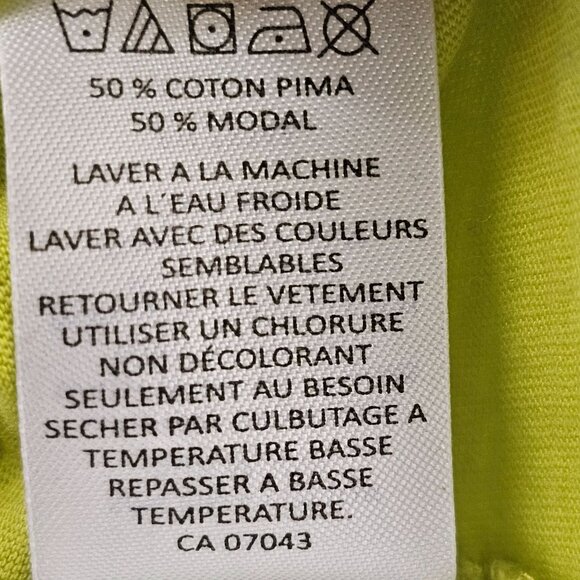 50 % COTON PIMA
50 % MODAL
LAVER A LA MACHINE
A L'EAU FROIDE
LAVER AVEC DES COULEURS
SEMBLABLES
RETOURNER LE VETEMENT
UTILISER UN CHLORURE
NON DÉCOLORANT
SEULEMENT AU BESOIN
SECHER PAR CULBUTAGE A
TEMPERATURE BASSE
REPASSER A BASSE
TEMPERATURE.
CA 07043